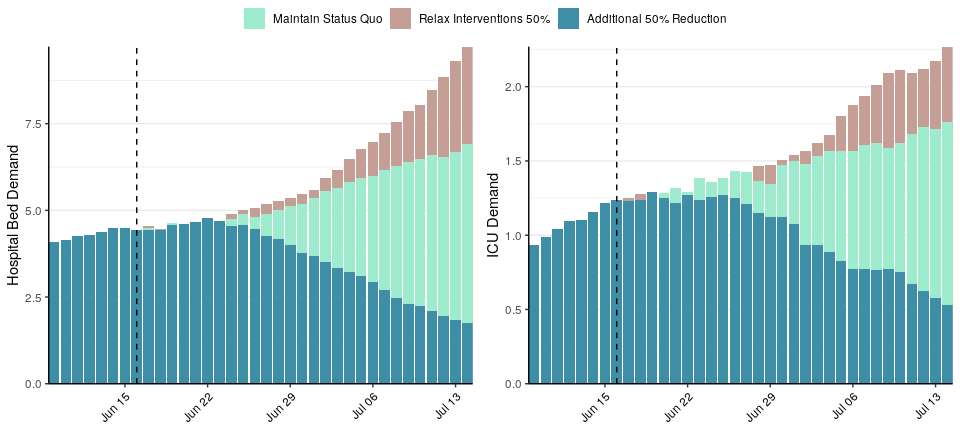 Maintain Status Quo Relax Interventions 50% Additional 50% Reduction
Hospital Bed Demand
7.5
5.0
2.5
0.0
Jun 15 Jun 22 Jun 29 Jul 06 Jul 13
ICU Demand
2.0
1.5
1.0
0.5
0.0
Jun 15 Jun 22 Jun 29 Jul 06 Jul 13